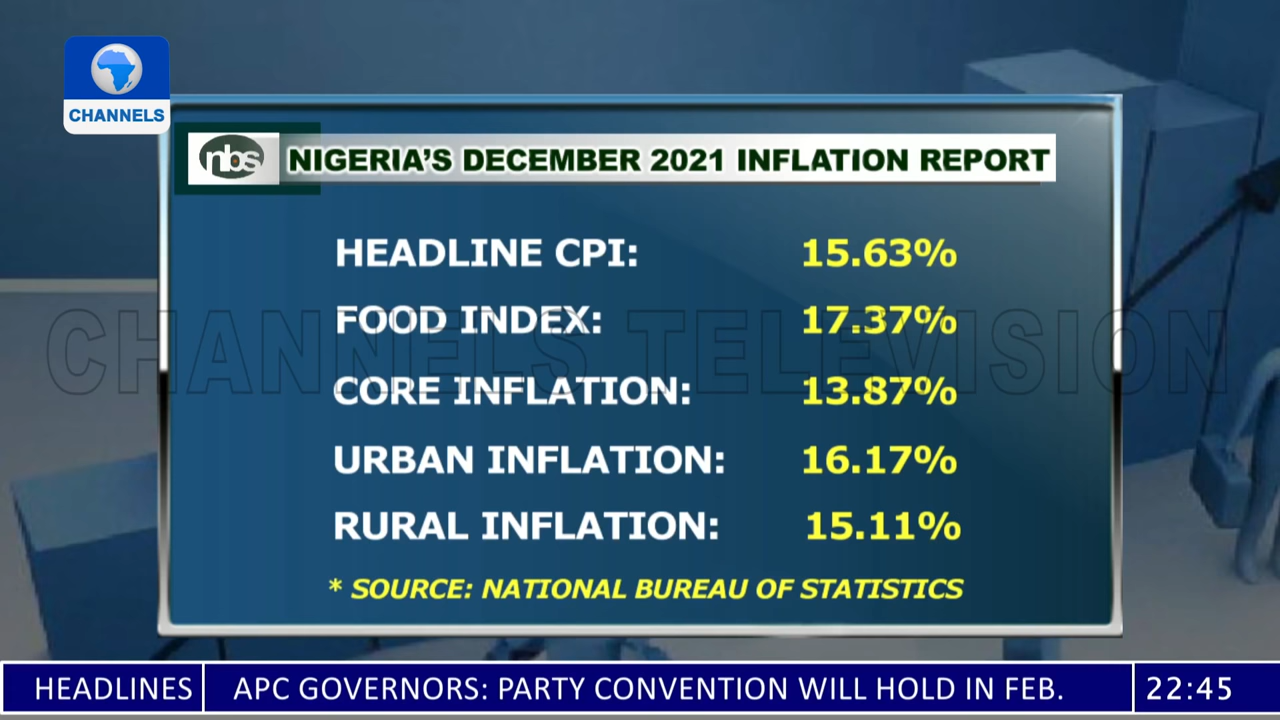 CHANNELS
nbs NIGERIA'S DECEMBER 2021 INFLATION REPORT
HEADLINE CPI: 15.63%
FOOD INDEX: 17.37%
CHANNELS TELEVISION
CORE INFLATION: 13.87%
URBAN INFLATION: 16.17%
RURAL INFLATION: 15.11%
* SOURCE: NATIONAL BUREAU OF STATISTICS
HEADLINES APC GOVERNORS: PARTY CONVENTION WILL HOLD IN FEB. 22:45